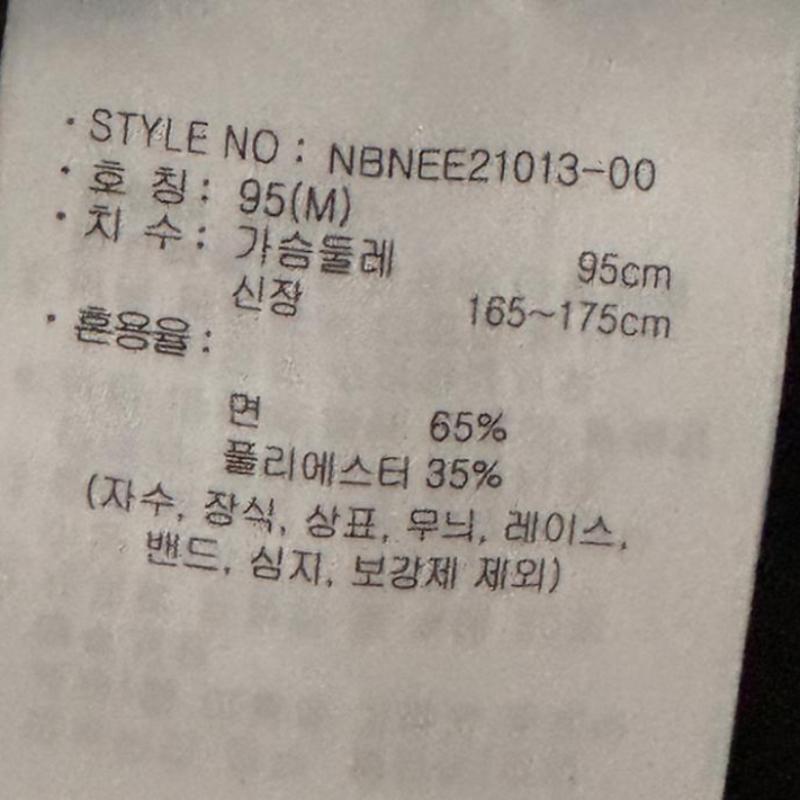 · STYLE NO : NBNEE21013-00
· 호 칭 : 95(M)
· 치 수 : 가슴둘레 95cm
신장 165~175cm
· 혼용율 :
면 65%
폴리에스터 35%
(자수, 장식, 상표, 무늬, 레이스,
밴드, 심지, 보강제 제외)